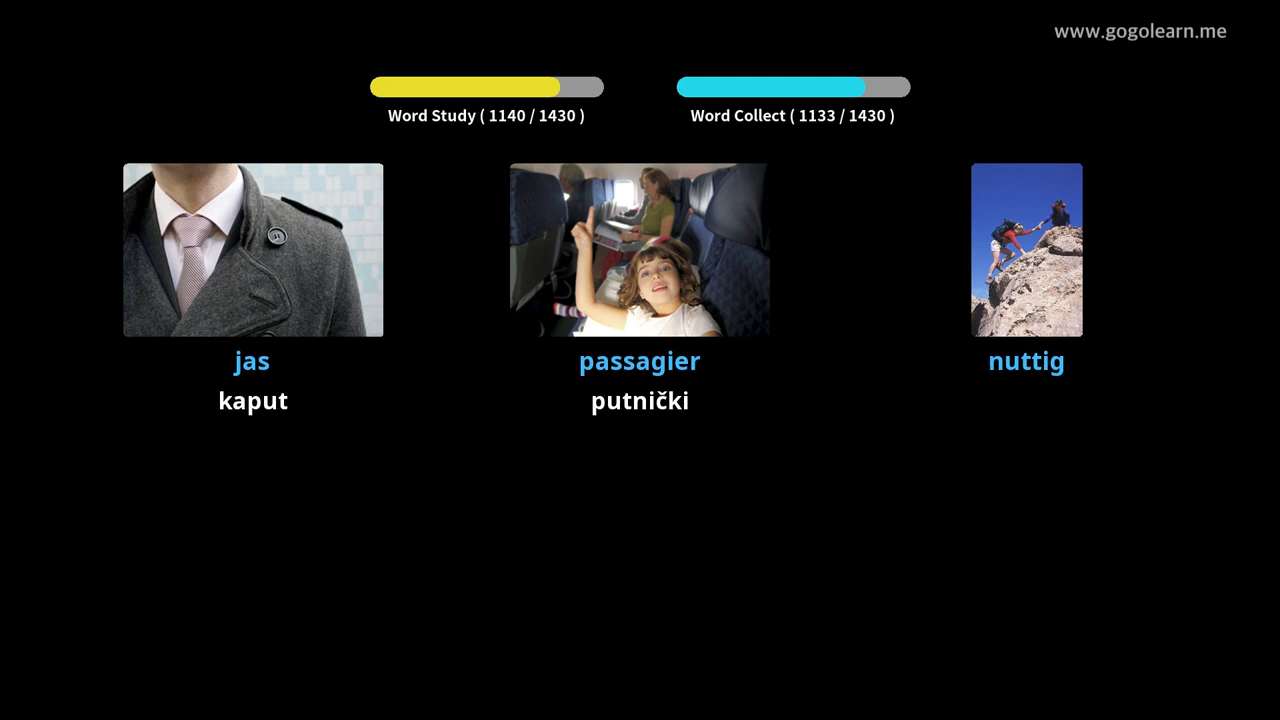 www.gogolearn.me
Word Study ( 1140 / 1430 )
Word Collect ( 1133 / 1430 )
jas
passagier
nuttig
kaput
putnički